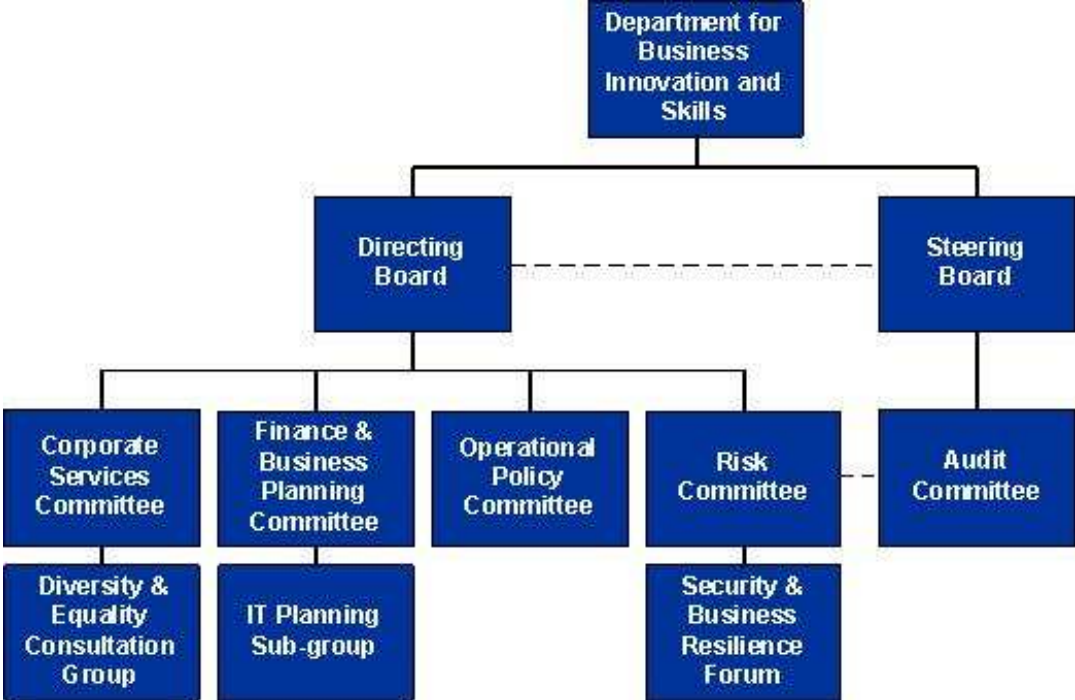 Department for
Business
Innovation and
Skills
Directing
Board
Steering
Board
Corporate
Services
Committee
Finance &
Business
Planning
Committee
Operational
Policy
Committee
Risk
Committee
Audit
Committee
Diversity &
Equality
Consultation
Group
IT Planning
Sub-group
Security &
Business
Resilience
Forum